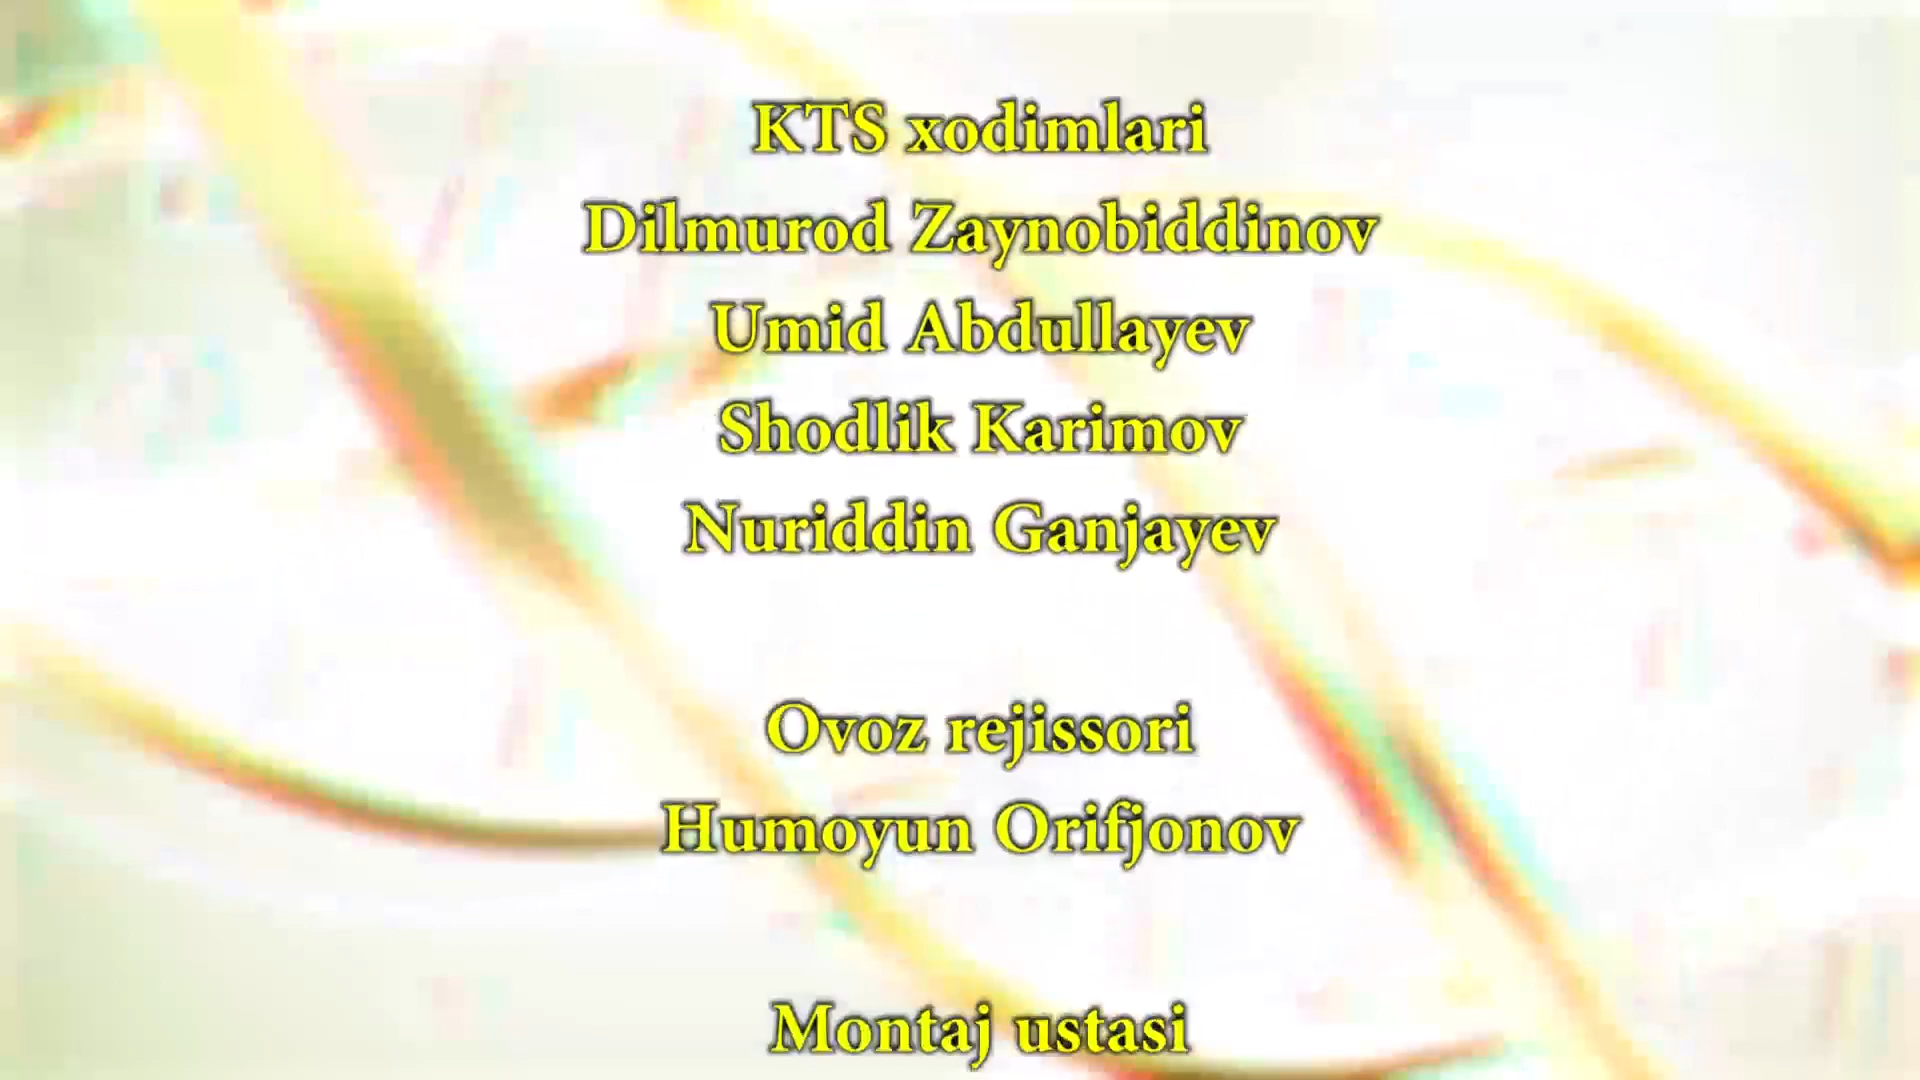 KTS xodimlari
Dilmurod Zaynobiddinov
Umid Abdullayev
Shodlik Karimov
Nuriddin Ganjayev
Ovoz rejissori
Humoyun Orifjonov
Montaj ustasi